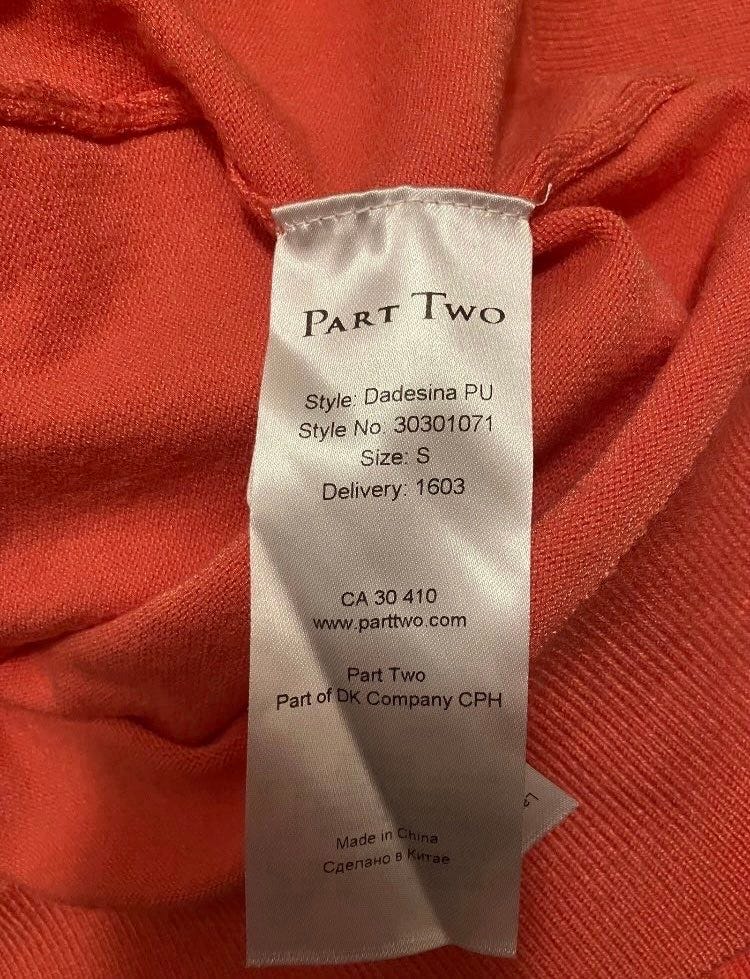 PART TWO
Style: Dadesina PU
Style No. 30301071
Size: S
Delivery: 1603
CA 30 410
www.parttwo.com
Part Two
Part of DK Company CPH
Made in China
Сделано в Китае